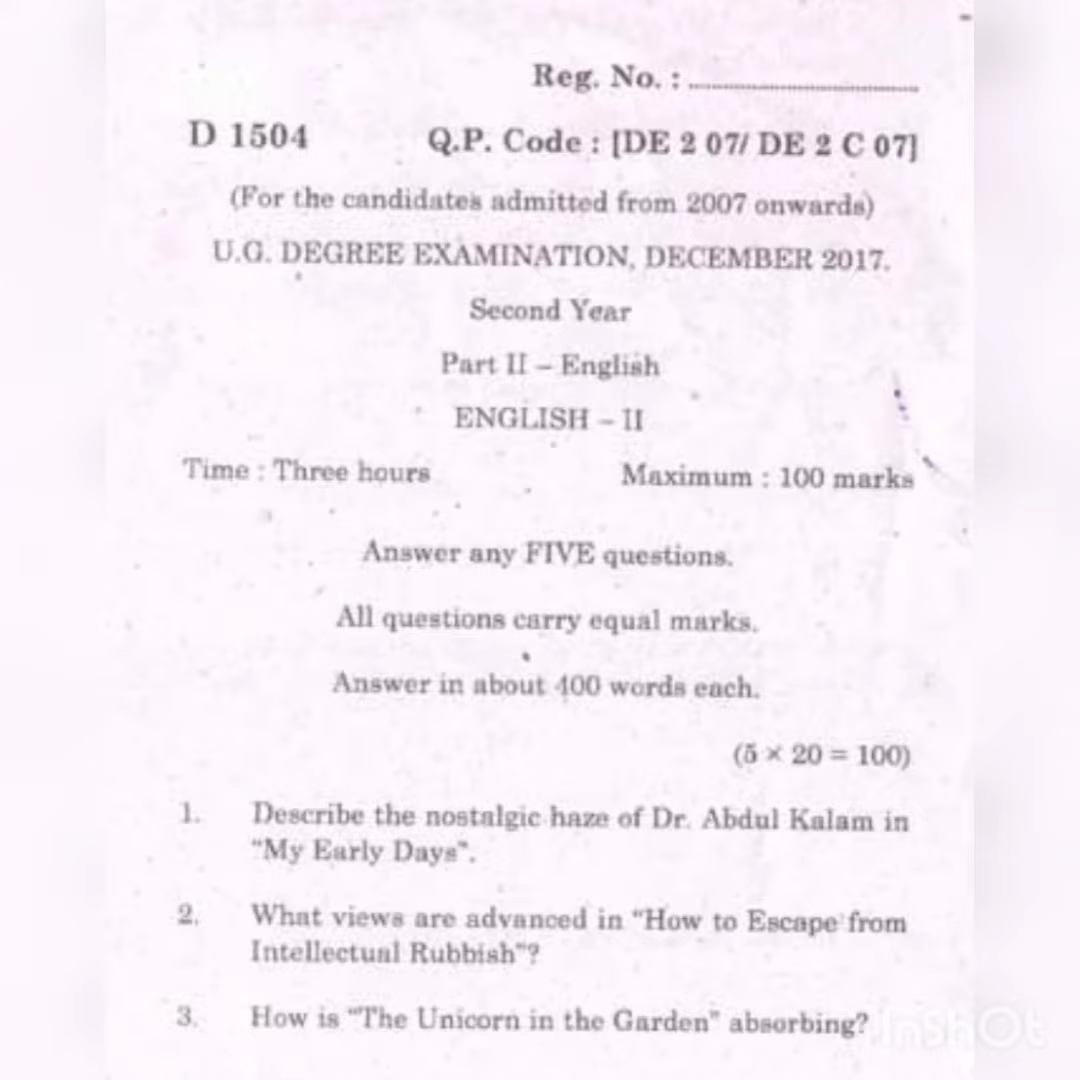 Reg. No. : ..............................
D 1504 Q.P. Code : [DE 2 07/ DE 2 C 07]
(For the candidates admitted from 2007 onwards)
U.G. DEGREE EXAMINATION, DECEMBER 2017.
Second Year
Part II – English
ENGLISH – II
Time : Three hours Maximum : 100 marks
Answer any FIVE questions.
All questions carry equal marks.
Answer in about 400 words each.
(5 × 20 = 100)
1. Describe the nostalgic haze of Dr. Abdul Kalam in
"My Early Days".
2. What views are advanced in "How to Escape from
Intellectual Rubbish"?
3. How is "The Unicorn in the Garden" absorbing?
InShOt